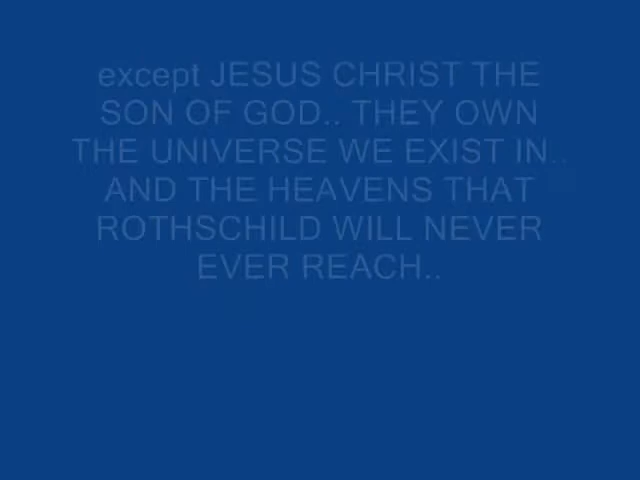 except JESUS CHRIST THE
SON OF GOD.. THEY OWN
THE UNIVERSE WE EXIST IN..
AND THE HEAVENS THAT
ROTHSCHILD WILL NEVER
EVER REACH..